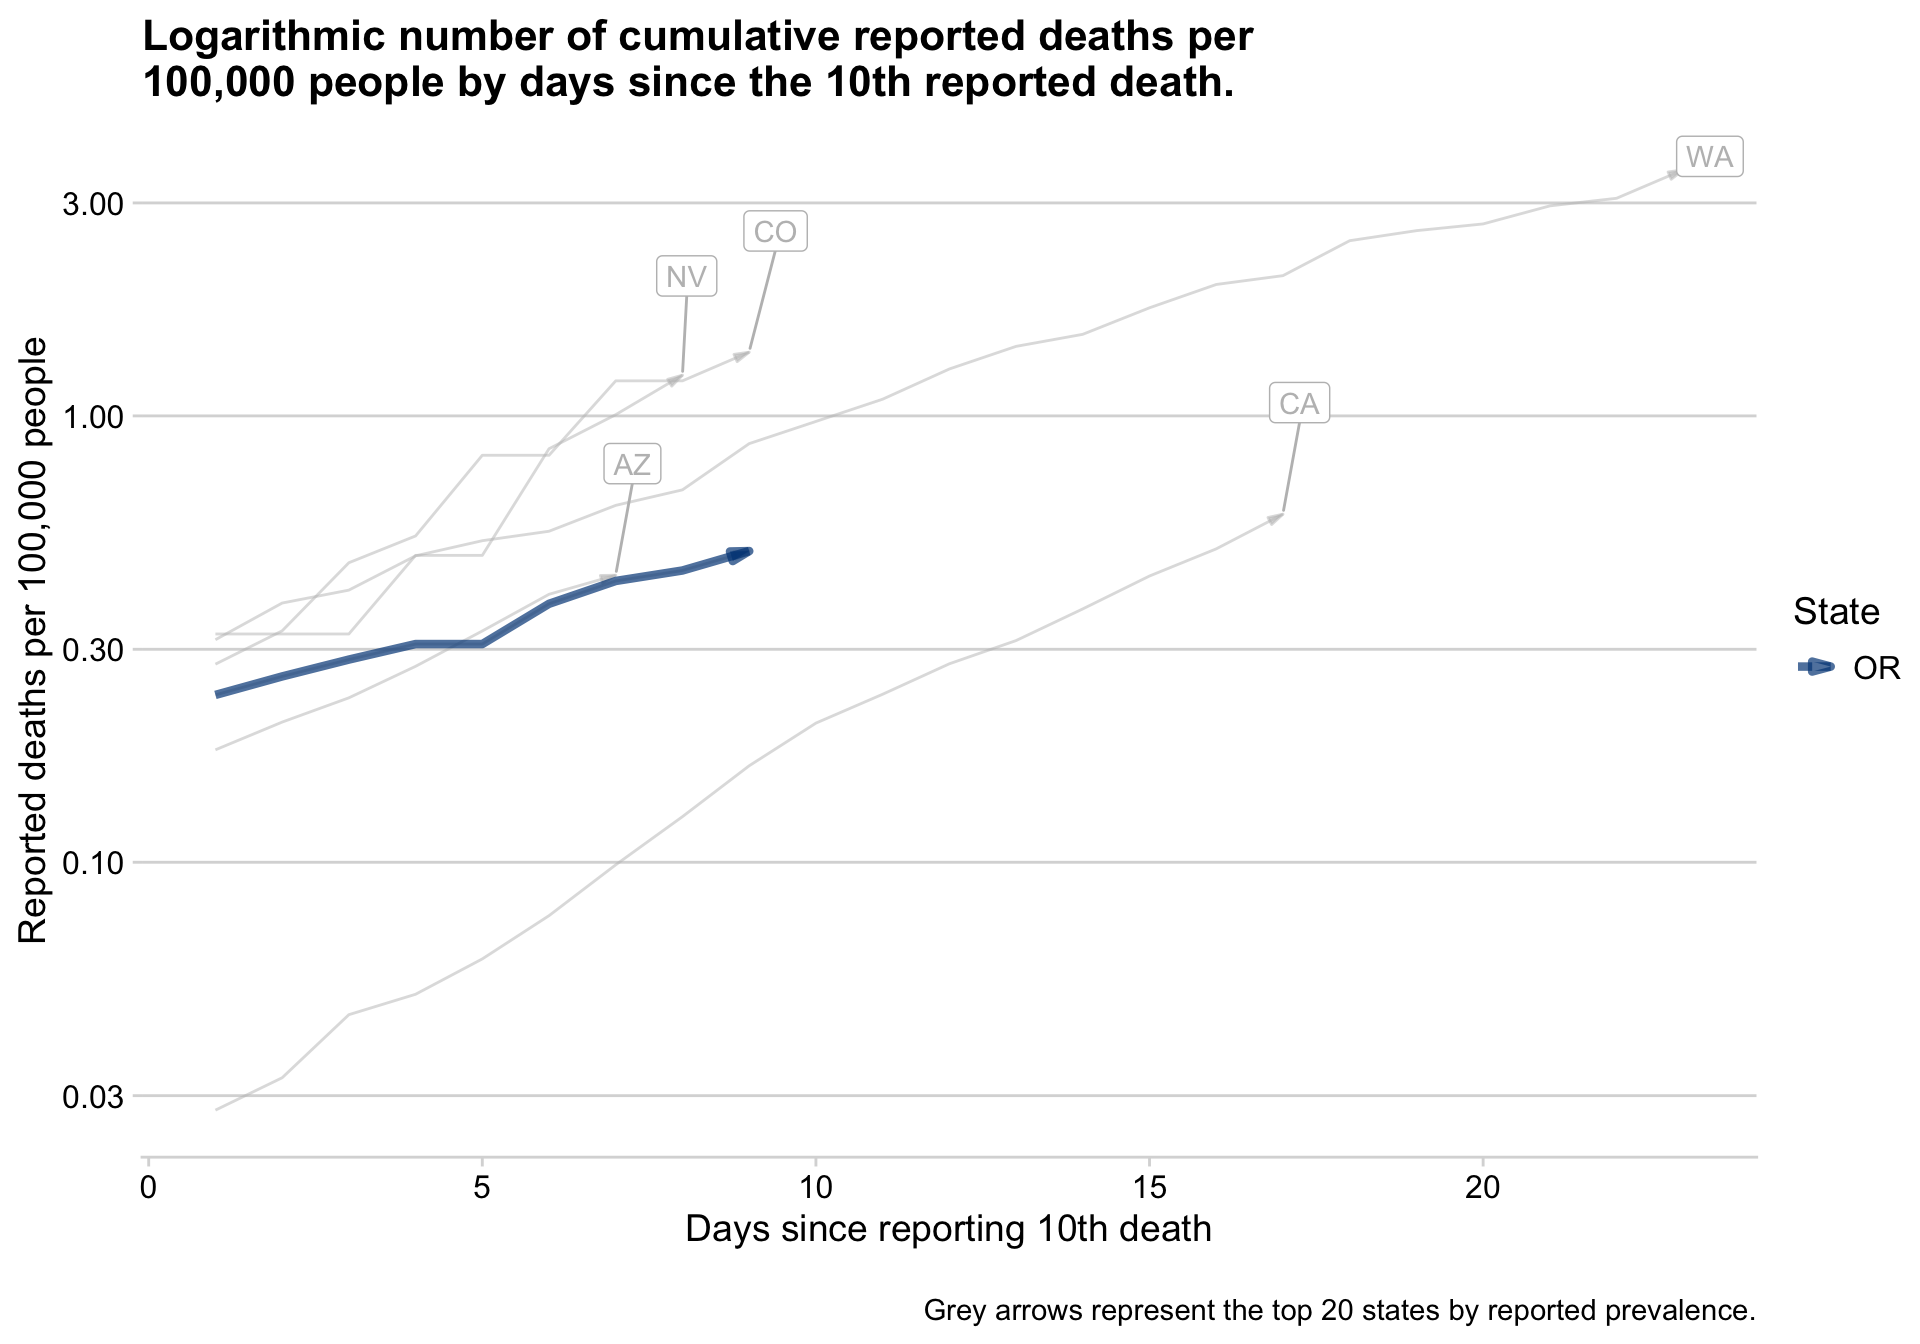 Logarithmic number of cumulative reported deaths per
100,000 people by days since the 10th reported death.
WA
3.00
CO
NV
CA
1.00
AZ
Reported deaths per 100,000 people
State
OR
0.30
0.10
0.03
0 5 10 15 20
Days since reporting 10th death
Grey arrows represent the top 20 states by reported prevalence.